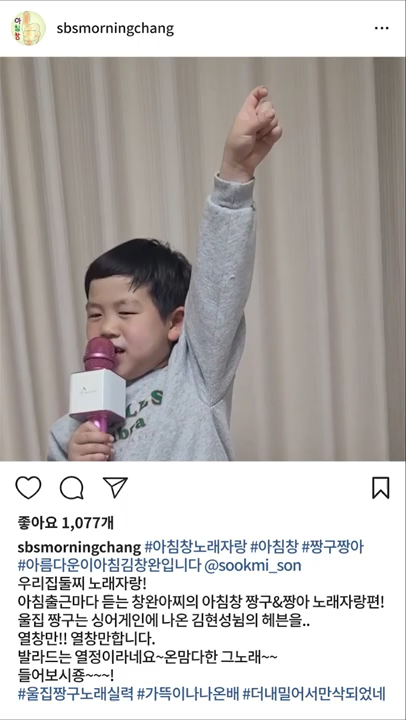 아침창
sbsmorningchang
좋아요 1,077개
sbsmorningchang #아침창노래자랑 #아침창 #짱구짱아
#아름다운이아침김창완입니다 @sookmi_son
우리집둘찌 노래자랑!
아침출근마다 듣는 창완아찌의 아침창 짱구&짱아 노래자랑편!
울집 짱구는 싱어게인에 나온 김현성님의 헤븐을..
열창만!! 열창만합니다.
발라드는 열정이라네요~온맘다한 그노래~~
들어보시죵~~~!
#울집짱구노래실력 #가뜩이나나온배 #더내밀어서만삭되었네